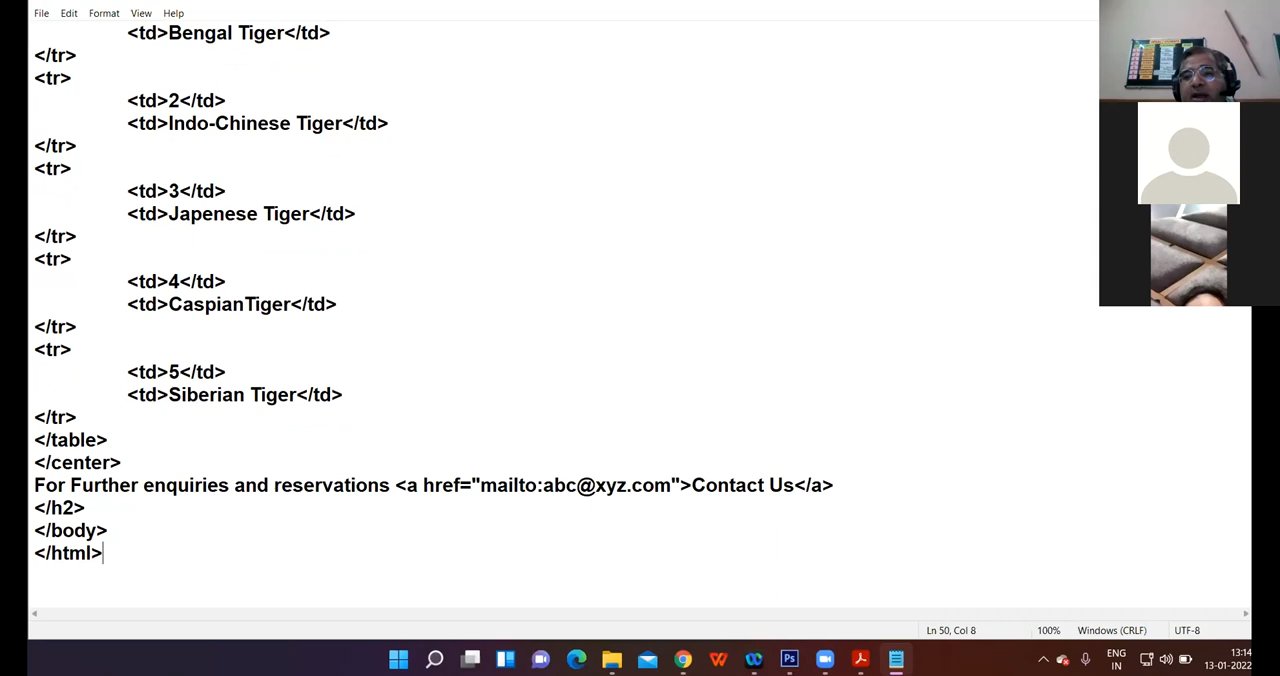 File Edit Format View Help
<td>Bengal Tiger</td>
</tr>
<tr>
<td>2</td>
<td>Indo-Chinese Tiger</td>
</tr>
<tr>
<td>3</td>
<td>Japenese Tiger</td>
</tr>
<tr>
<td>4</td>
<td>CaspianTiger</td>
</tr>
<tr>
<td>5</td>
<td>Siberian Tiger</td>
</tr>
</table>
</center>
For Further enquiries and reservations <a href="mailto:abc@xyz.com">Contact Us</a>
</h2>
</body>
</html>
Ln 50, Col 8 100% Windows (CRLF) UTF-8
W Ps
ENG 13:14
IN 13-01-2022